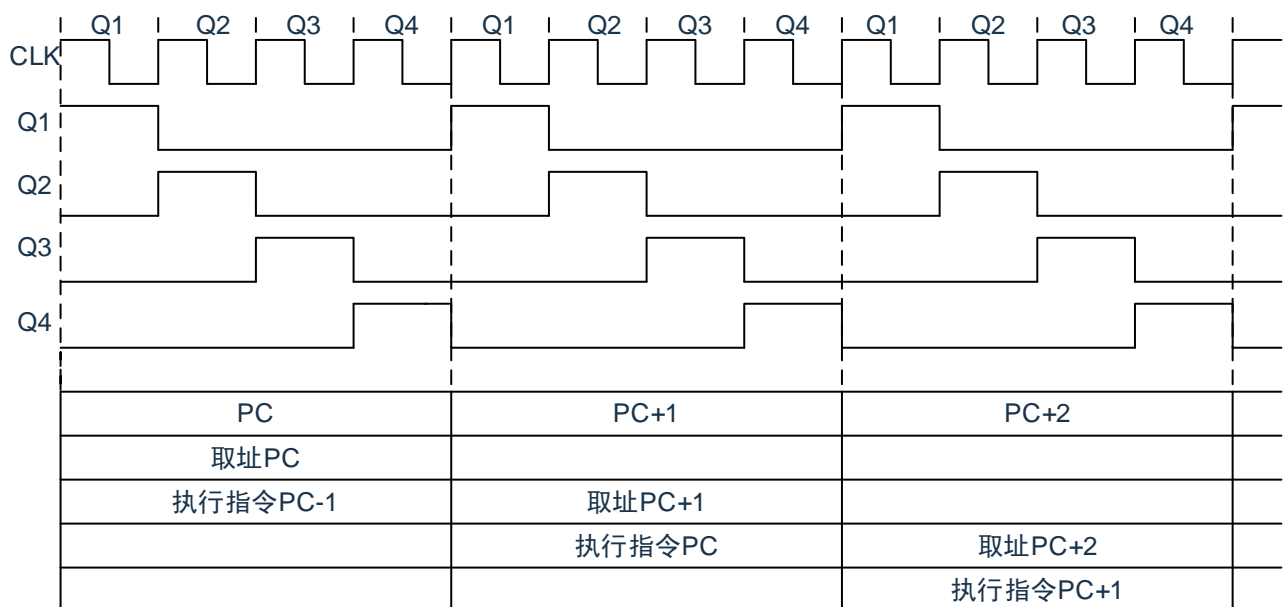 Q1 Q2 Q3 Q4 Q1 Q2 Q3 Q4 Q1 Q2 Q3 Q4
CLK
Q1
Q2
Q3
Q4
PC PC+1 PC+2
取址PC
执行指令PC-1 取址PC+1
执行指令PC 取址PC+2
执行指令PC+1